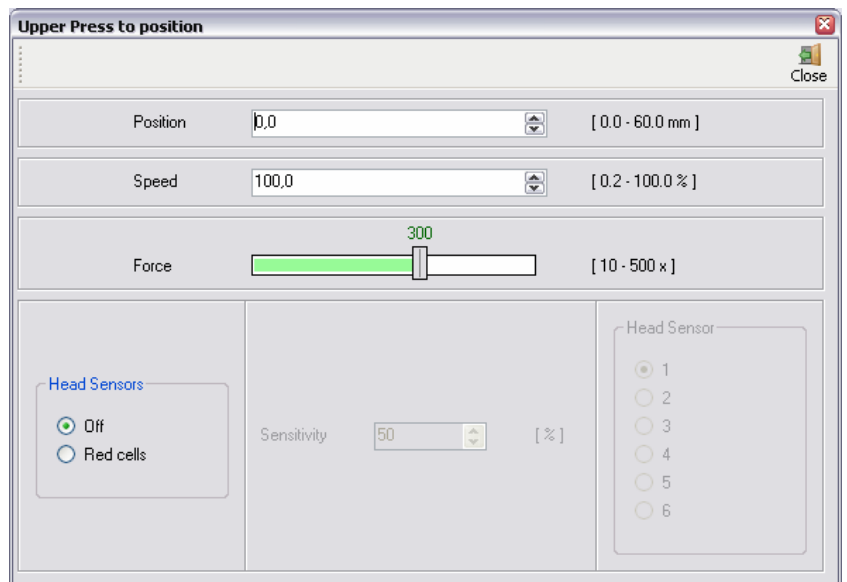 Upper Press to position
Close
Position 0,0 [ 0.0 - 60.0 mm ]
Speed 100,0 [ 0.2 - 100.0 % ]
300
Force [ 10 - 500 x ]
Head Sensors
Off
Red cells
Sensitivity 50 [ % ]
Head Sensor
1
2
3
4
5
6